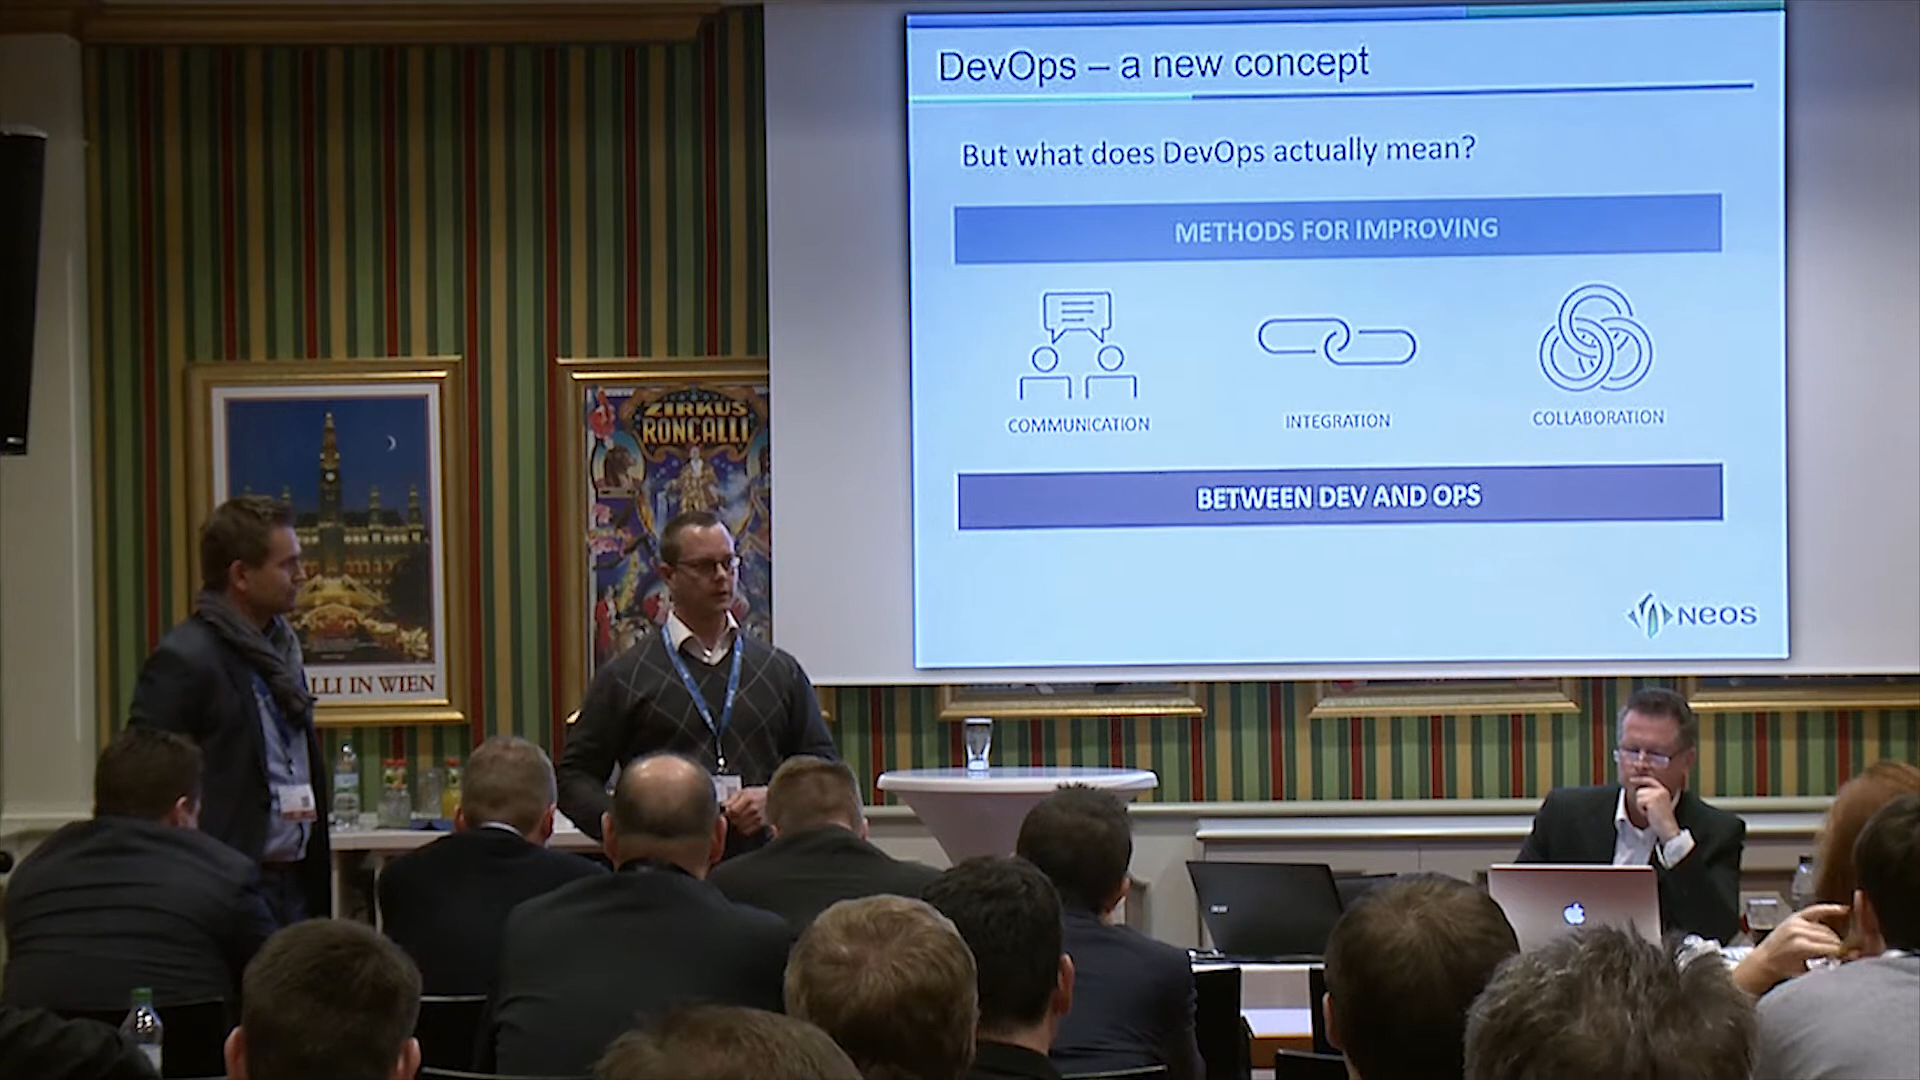 DevOps – a new concept
But what does DevOps actually mean?
METHODS FOR IMPROVING
COMMUNICATION
INTEGRATION
COLLABORATION
BETWEEN DEV AND OPS
Neos
ZIRKUS
RONCALLI
LLI IN WIEN
acer